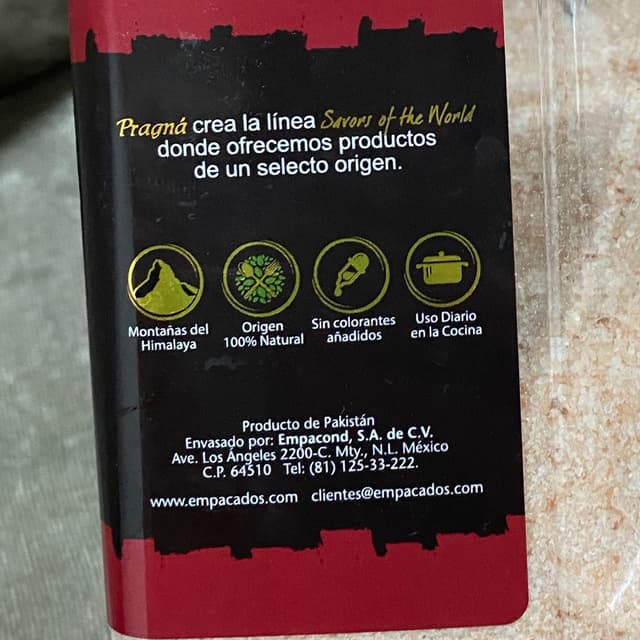 Pragná crea la línea Savors of the World
donde ofrecemos productos
de un selecto origen.
Montañas del
Himalaya
Origen
100% Natural
Sin colorantes
añadidos
Uso Diario
en la Cocina
Producto de Pakistán
Envasado por: Empacond, S.A. de C.V.
Ave. Los Ángeles 2200-C. Mty., N.L. México
C.P. 64510 Tel: (81) 125-33-222.
www.empacados.com clientes@empacados.com